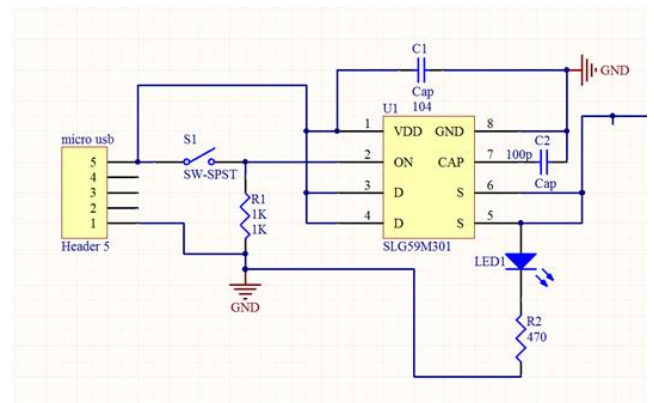 C1
GND
Cap
104
U1
micro usb
S1
SW-SPST
5
4
3
2
1
Header 5
R1
1K
1K
GND
1 VDD GND 8
2 ON CAP 7
3 D S 6
4 D S 5
SLG59M301
C2
100p
Cap
LED1
R2
470